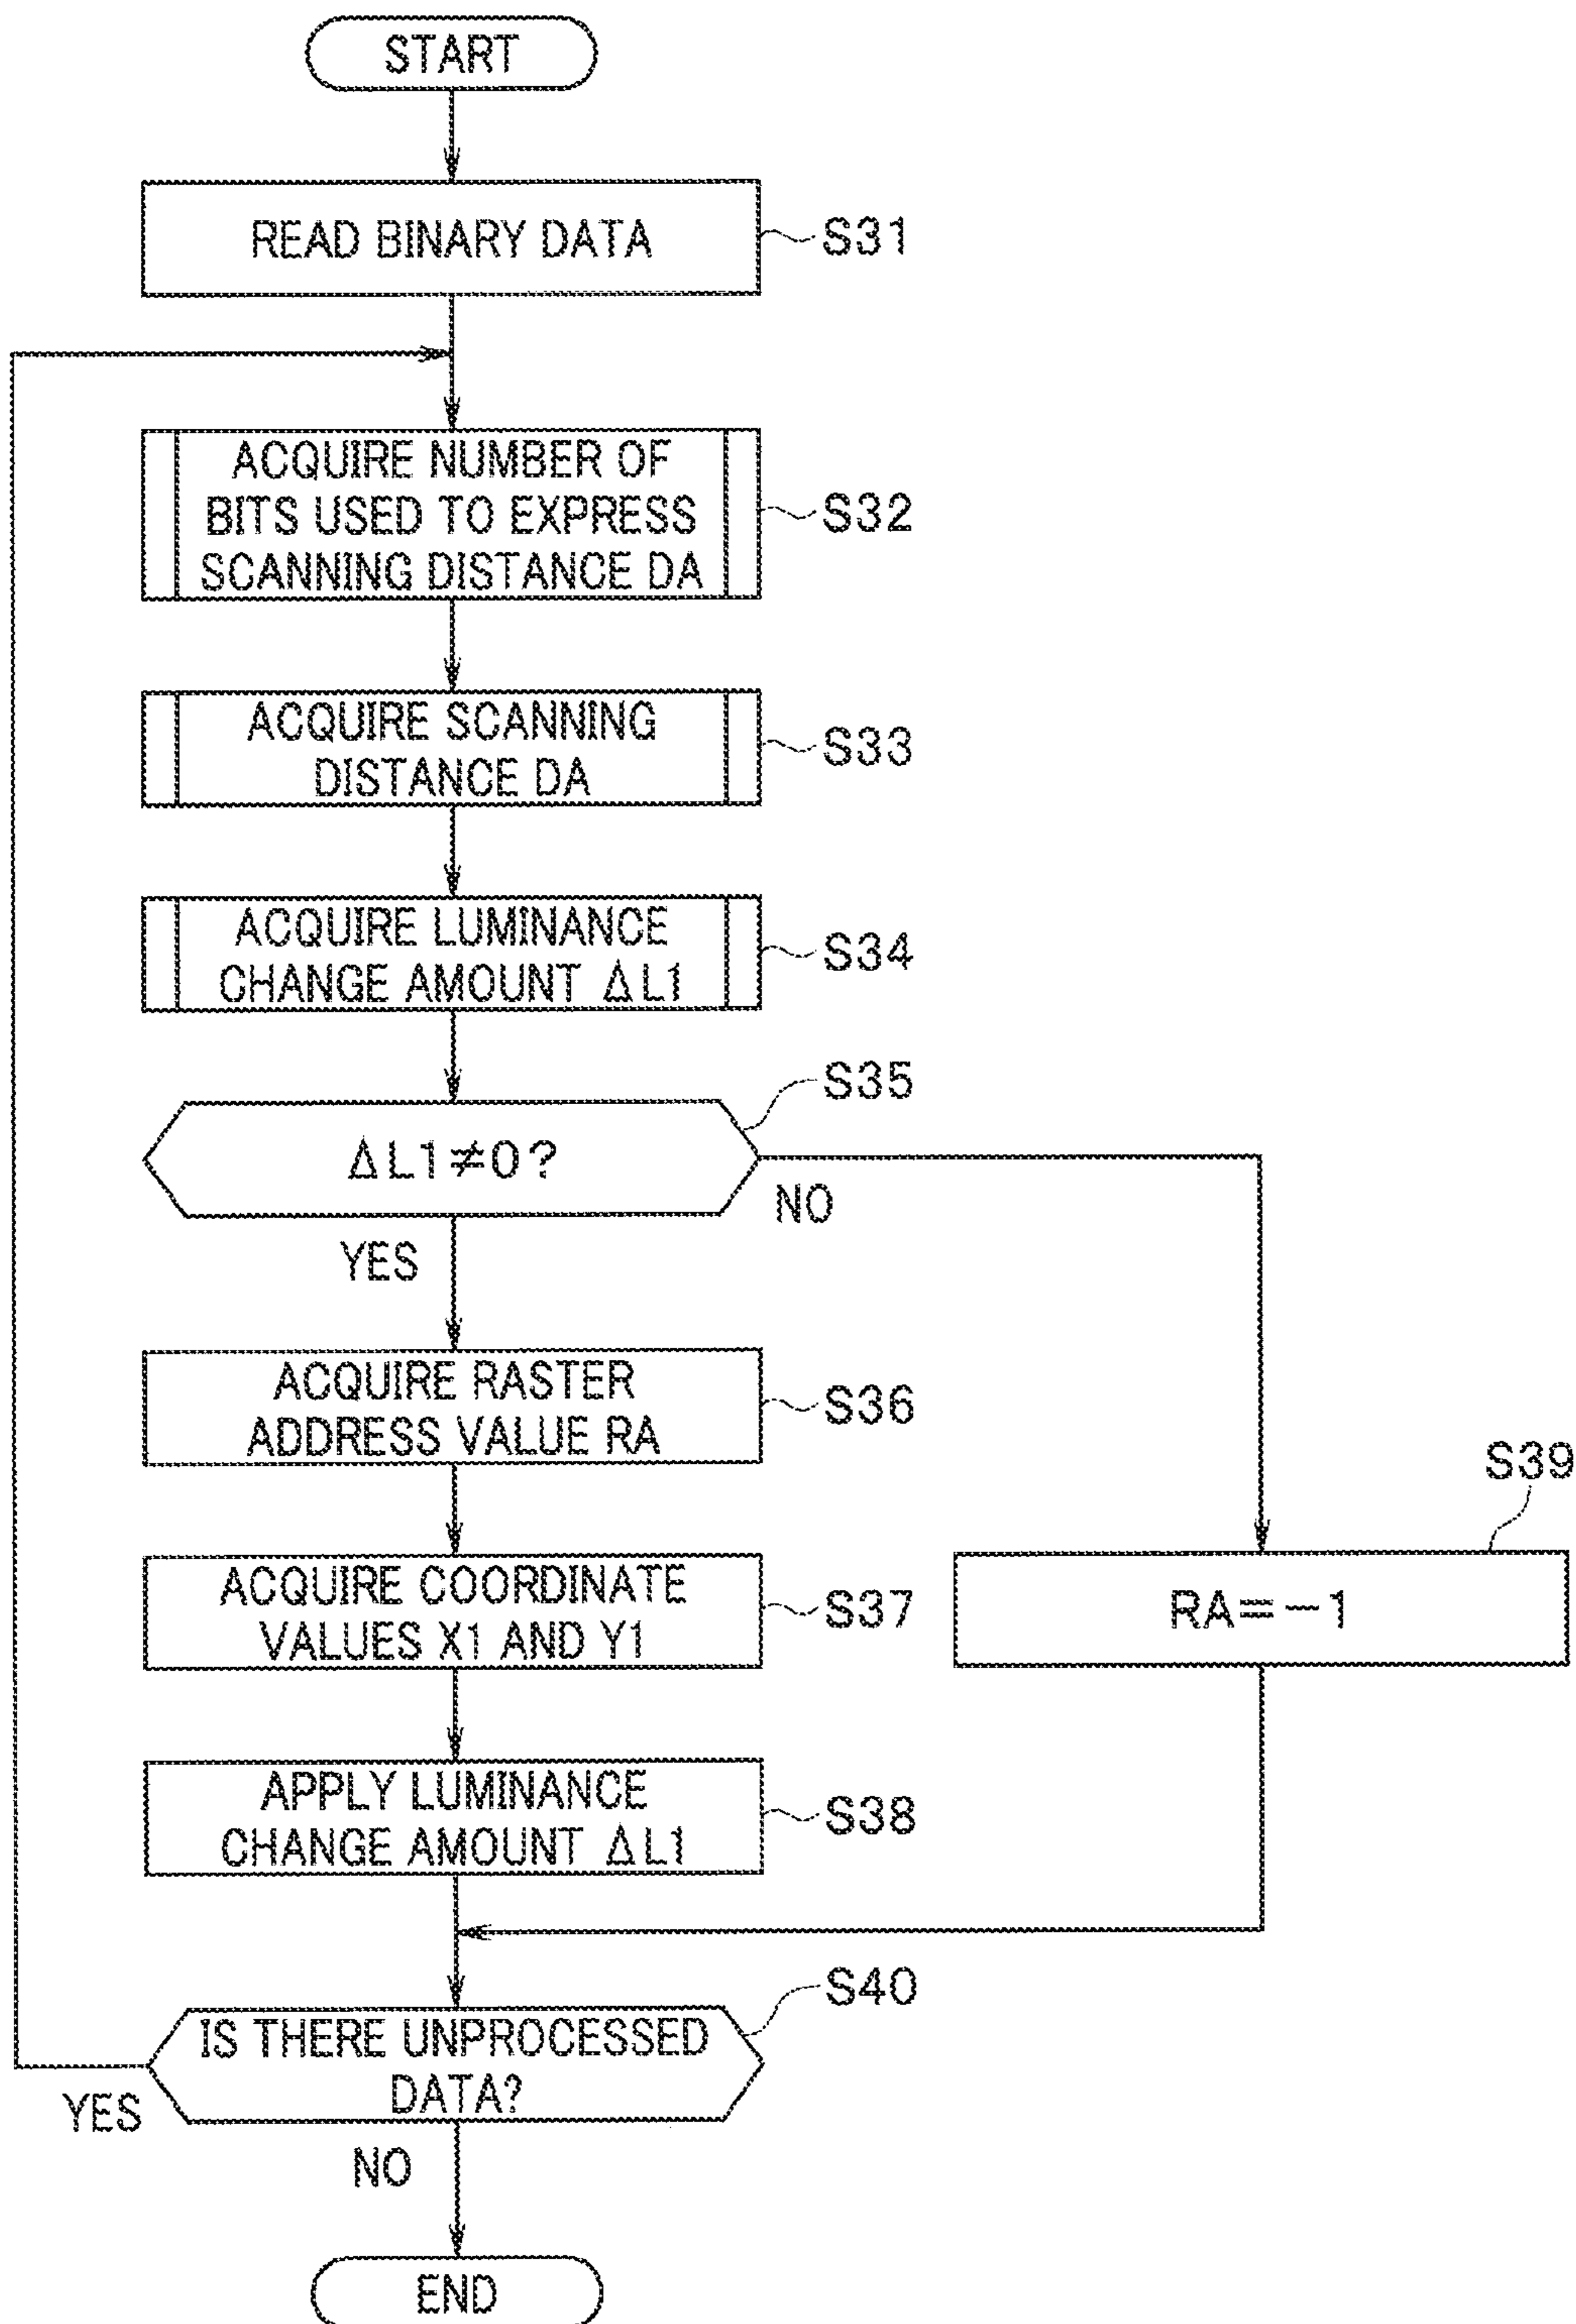 START
READ BINARY DATA
S31
ACQUIRE NUMBER OF
BITS USED TO EXPRESS
SCANNING DISTANCE DA
S32
ACQUIRE SCANNING
DISTANCE DA
S33
ACQUIRE LUMINANCE
CHANGE AMOUNT ΔL1
S34
S35
ΔL1≠0?
NO
YES
ACQUIRE RASTER
ADDRESS VALUE RA
S36
S39
ACQUIRE COORDINATE
VALUES X1 AND Y1
S37
RA=-1
APPLY LUMINANCE
CHANGE AMOUNT ΔL1
S38
S40
IS THERE UNPROCESSED
DATA?
YES
NO
END